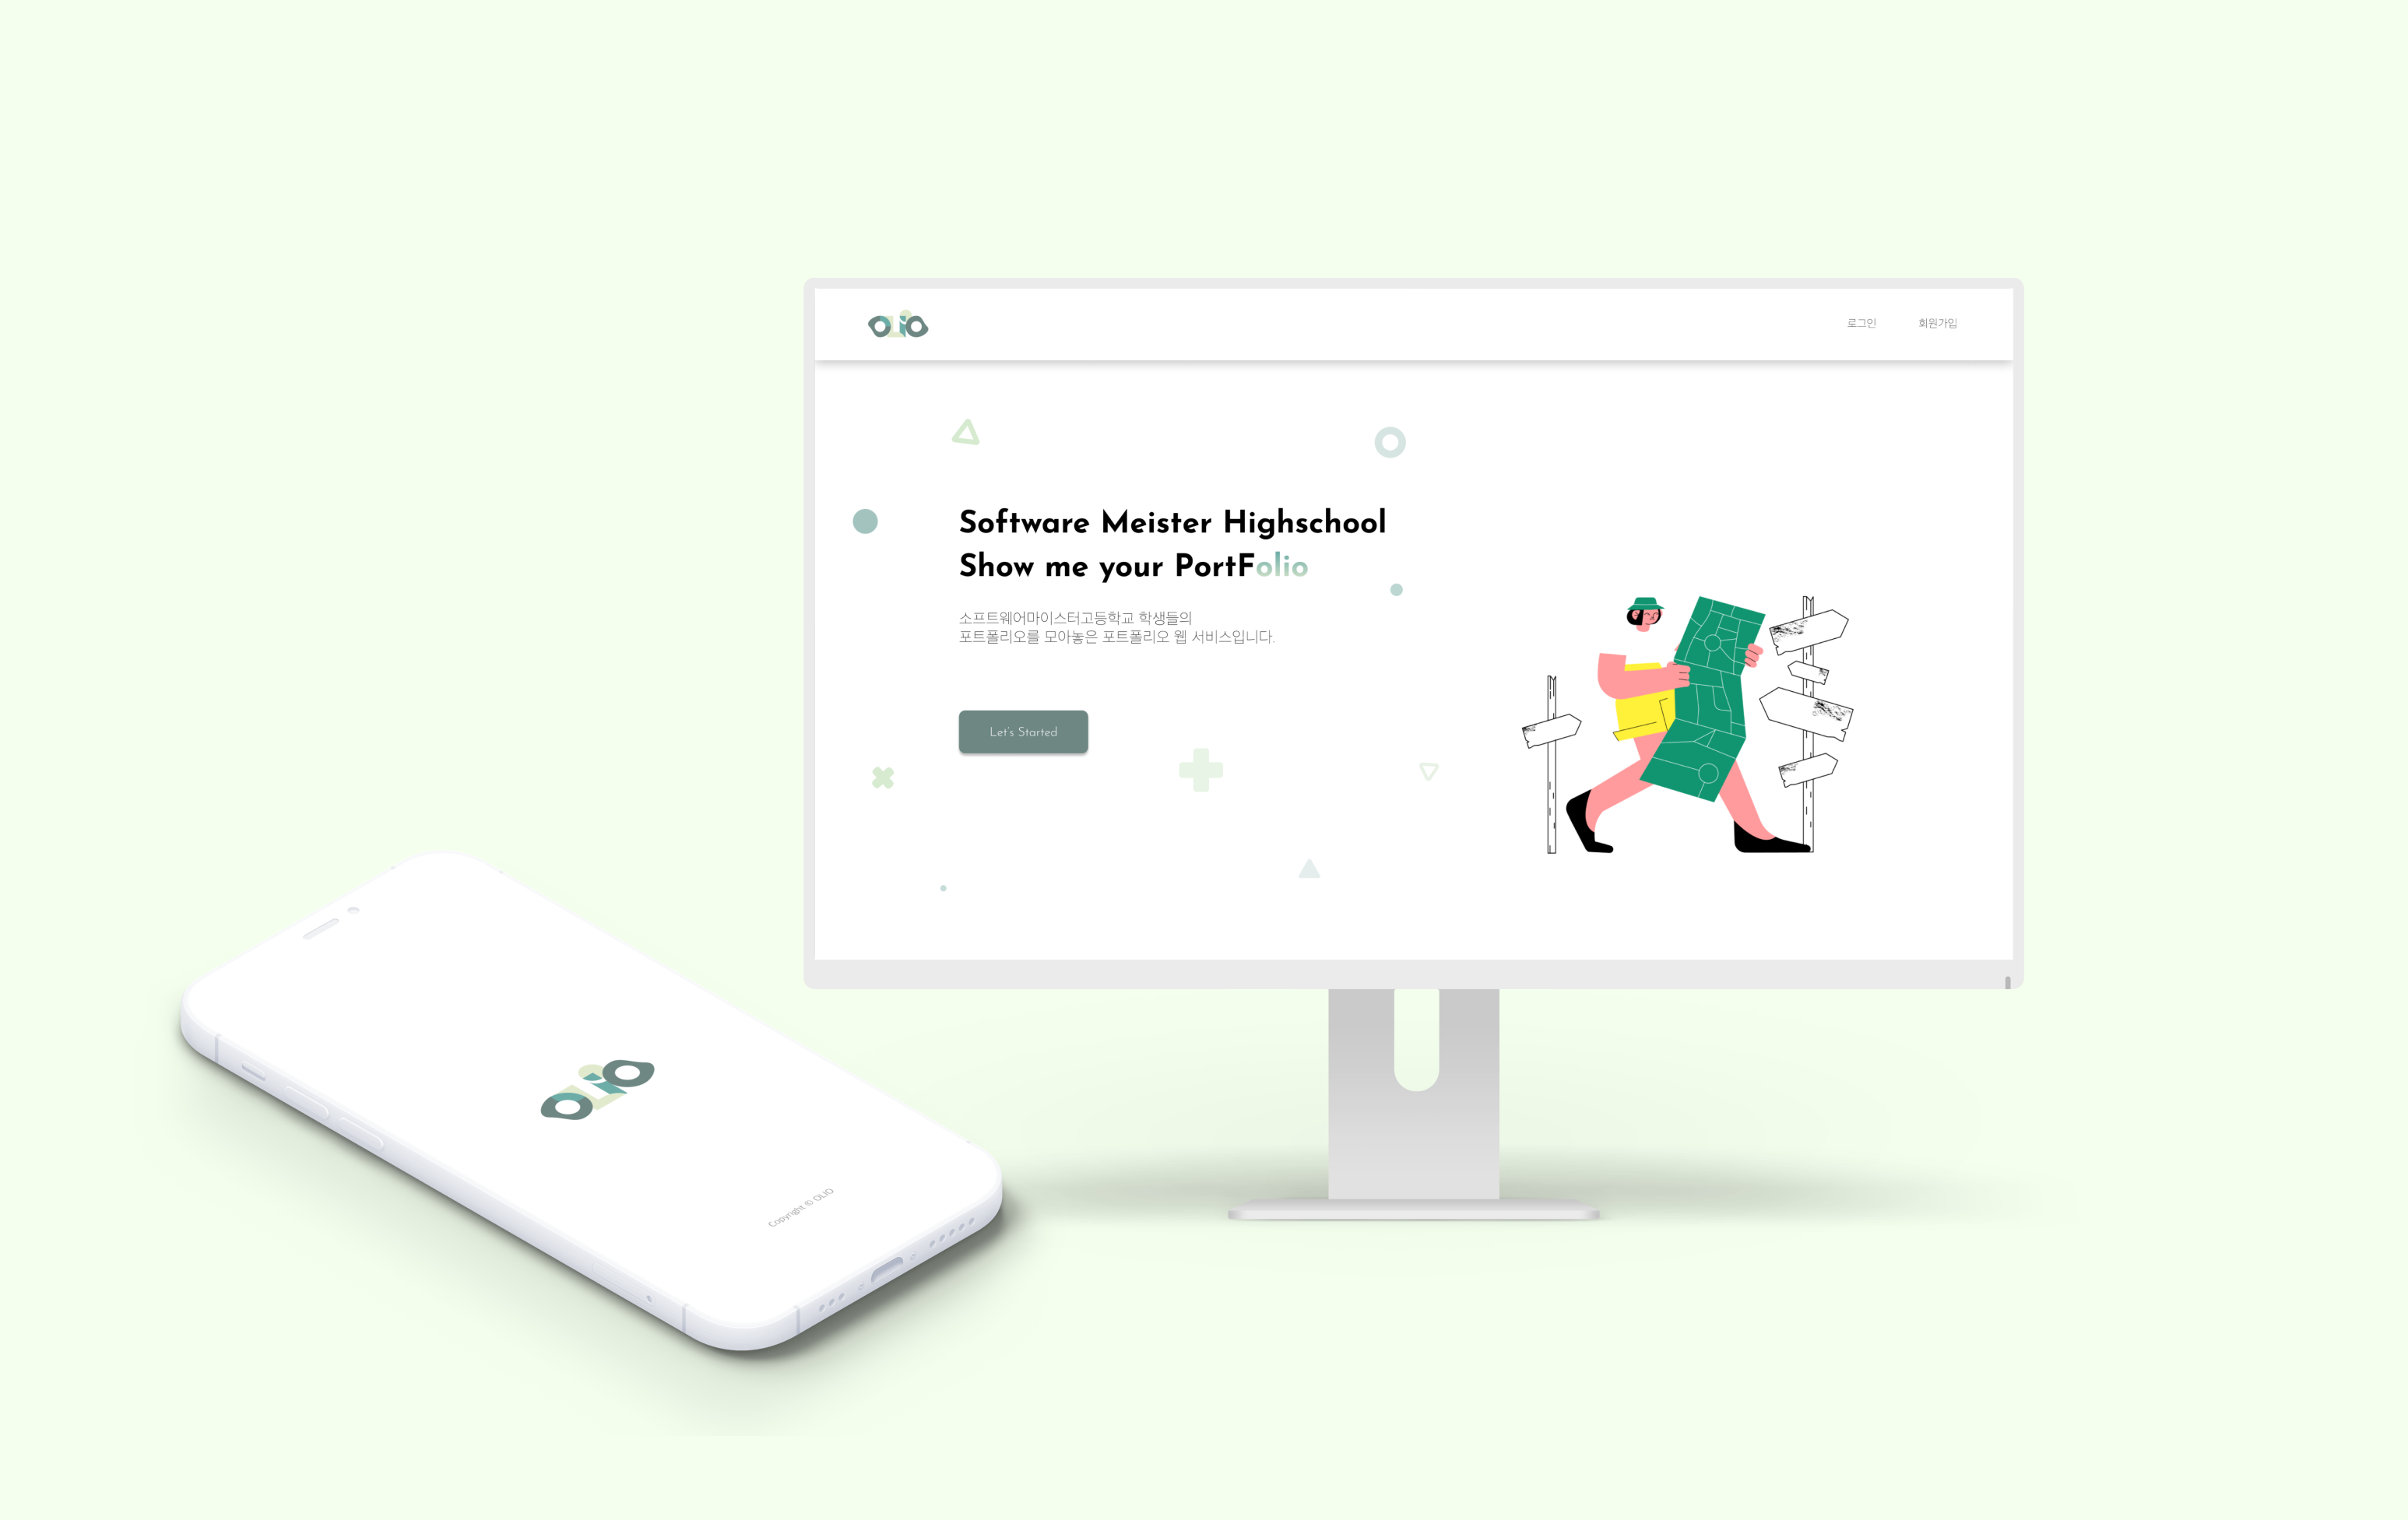 OLIO
로그인 회원가입
Software Meister Highschool
Show me your PortFolio
소프트웨어마이스터고등학교 학생들의
포트폴리오를 모아놓은 포트폴리오 웹 서비스입니다.
Let's Started
OLIO
Copyright © OLIO